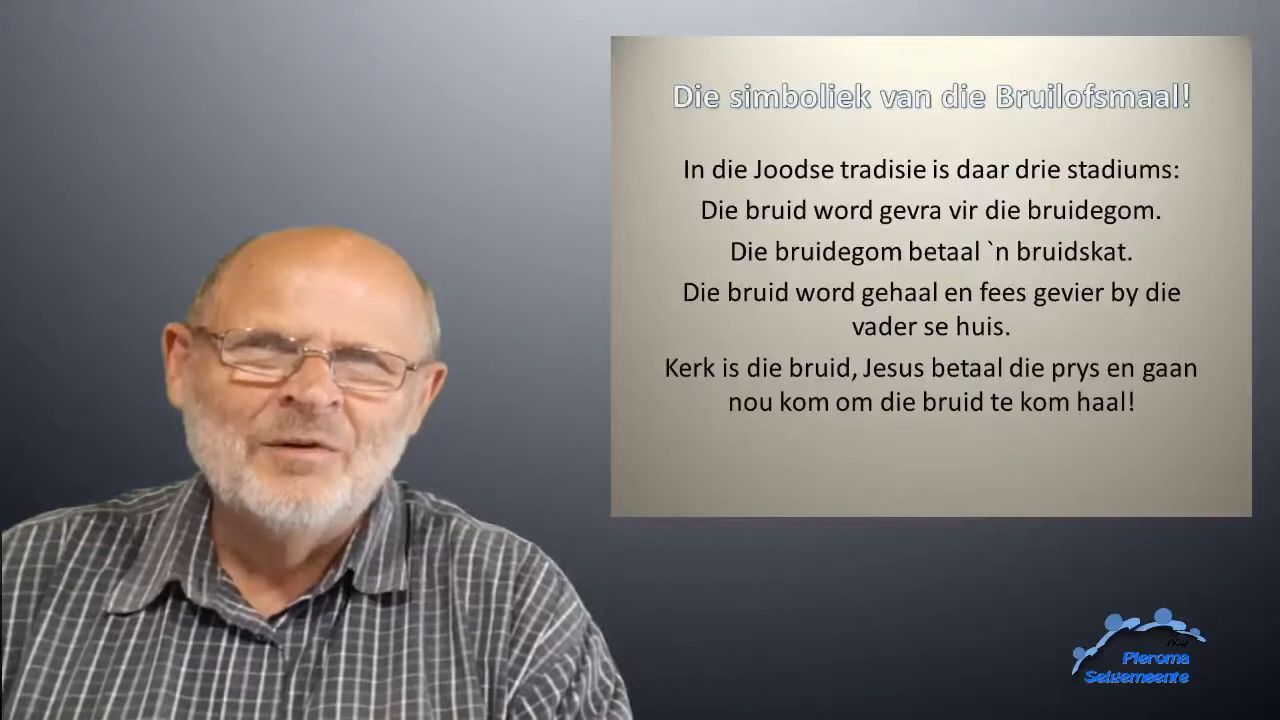 Die simboliek van die Bruilofsmaal!
In die Joodse tradisie is daar drie stadiums:
Die bruid word gevra vir die bruidegom.
Die bruidegom betaal `n bruidskat.
Die bruid word gehaal en fees gevier by die
vader se huis.
Kerk is die bruid, Jesus betaal die prys en gaan
nou kom om die bruid te kom haal!
Pleroma
Selgemeente